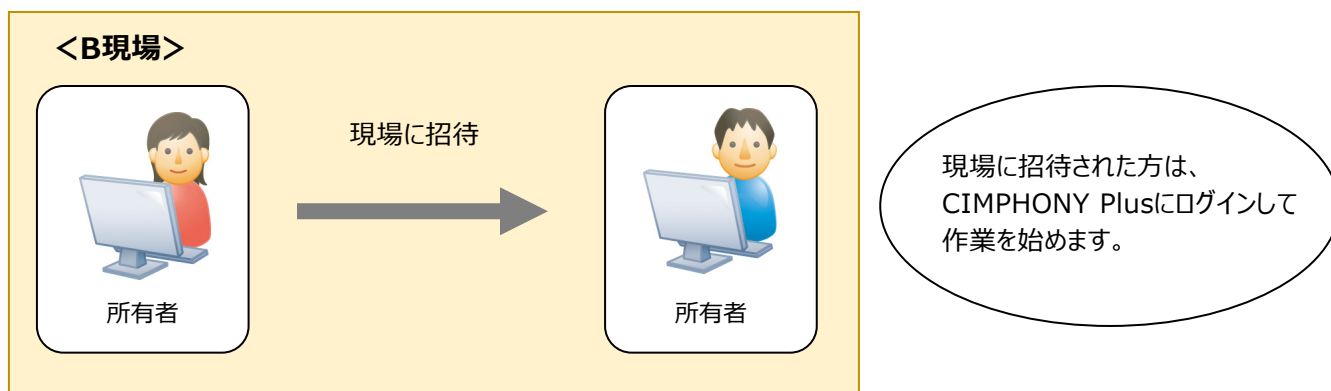 ＜B現場＞
現場に招待
所有者
所有者
現場に招待された方は、
CIMPHONY Plusにログインして
作業を始めます。